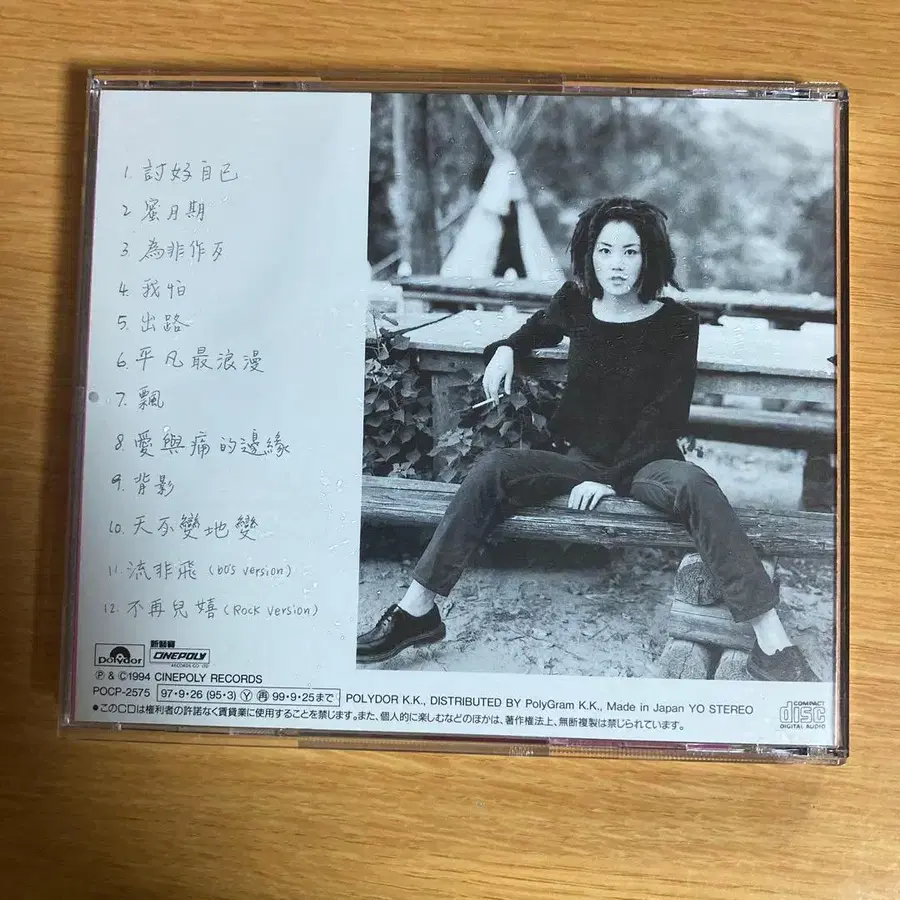 1. 討好自己
2 蜜月期
3. 為非作歹
4. 我怕
5. 出路
6. 平凡最浪漫
7. 飄
8. 愛與痛的邊緣
9. 背影
10. 天不變地變
11. 流非飛 (60's version)
12. 不再兒嬉 (Rock Version)
Polydor
新藝寶
CINEPOLY
RECORDS CO LTD
Ⓟ & Ⓒ1994 CINEPOLY RECORDS
POCP-2575 97・9・26 (95・3) Ⓨ 再 99・9・25まで POLYDOR K.K., DISTRIBUTED BY PolyGram K.K., Made in Japan YO STEREO
●このCDは権利者の許諾なく賃貸業に使用することを禁じます。また、個人的に楽しむなどのほかは、著作権法上、無断複製は禁じられています。
COMPACT
disc
DIGITAL AUDIO